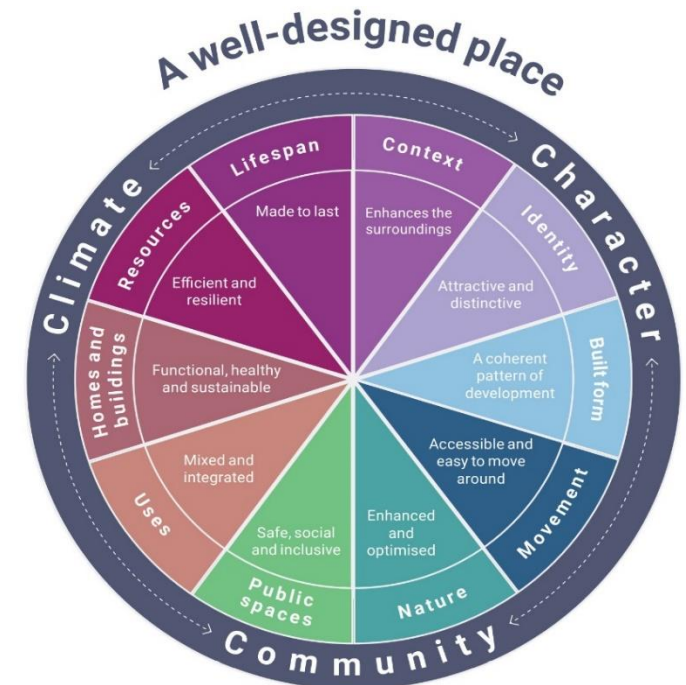 A well-designed place
Climate
Character
Community
Context
Enhances the
surroundings
Identity
Attractive and
distinctive
Built form
A coherent
pattern of
development
Movement
Accessible and
easy to move
around
Nature
Enhanced
and
optimised
Public
spaces
Safe, social
and inclusive
Uses
Mixed and
integrated
Homes and
buildings
Functional, healthy
and sustainable
Resources
Efficient and
resilient
Lifespan
Made to last